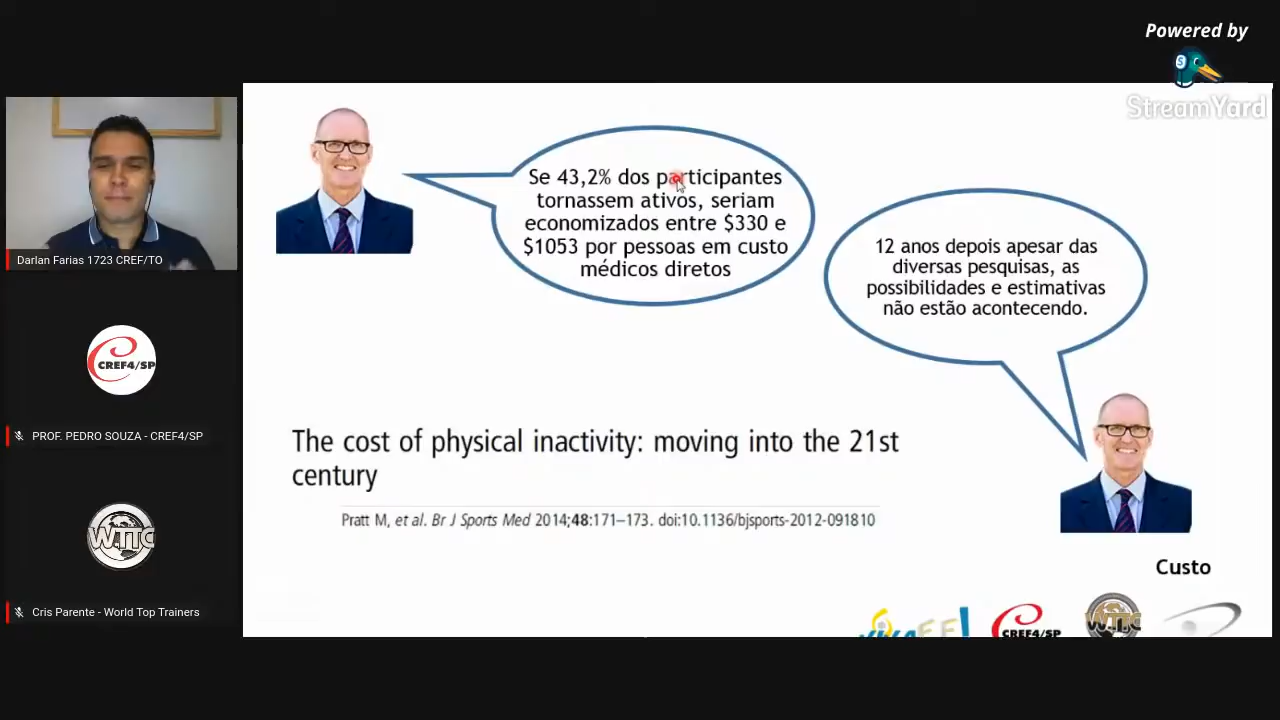 Powered by
StreamYard
Darlan Farias 1723 CREF/TO
CREF4/SP
PROF. PEDRO SOUZA - CREF4/SP
WTTC
Cris Parente - World Top Trainers
Se 43,2% dos participantes
tornassem ativos, seriam
economizados entre $330 e
$1053 por pessoas em custo
médicos diretos
12 anos depois apesar das
diversas pesquisas, as
possibilidades e estimativas
não estão acontecendo.
The cost of physical inactivity: moving into the 21st
century
Pratt M, et al. Br J Sports Med 2014;48:171–173. doi:10.1136/bjsports-2012-091810
Custo
CREF4/SP
WTTC